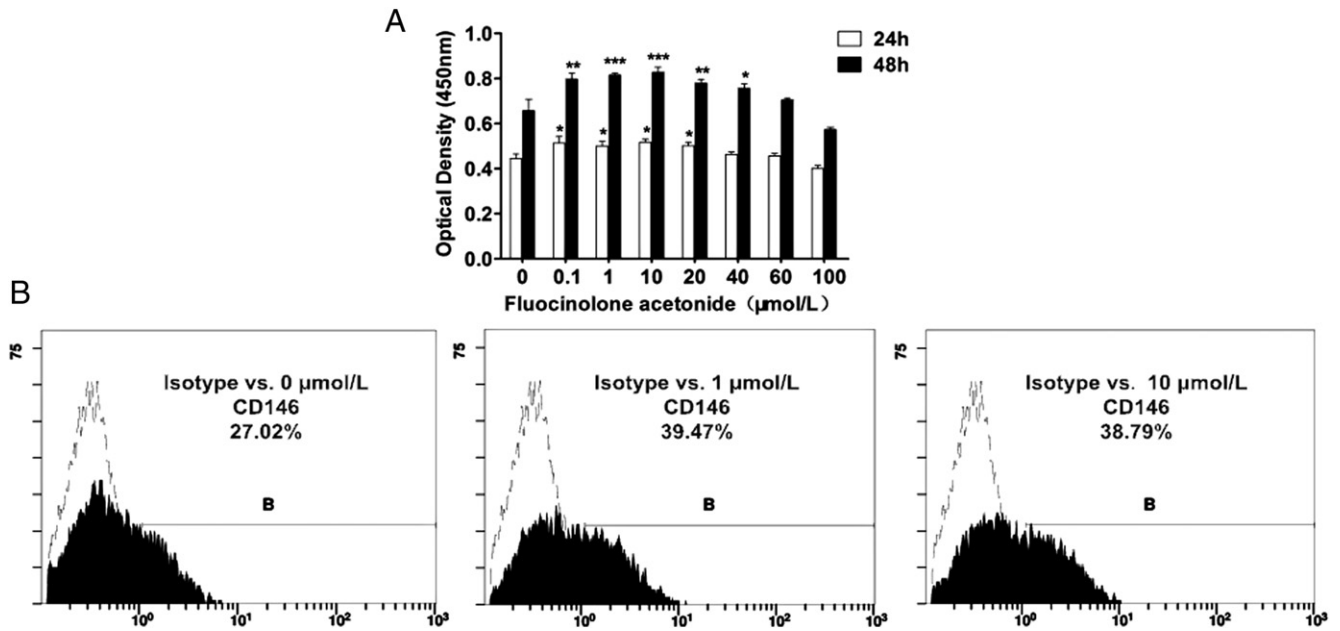 A
1.0
0.8
0.6
0.4
0.2
0.0
Optical Density (450nm)
** *** *** ** *
* * * *
24h
48h
0 0.1 1 10 20 40 60 100
Fluocinolone acetonide (μmol/L)
B
75
Isotype vs. 0 μmol/L
CD146
27.02%
B
10⁰ 10¹ 10² 10³
75
Isotype vs. 1 μmol/L
CD146
39.47%
B
10⁰ 10¹ 10² 10³
75
Isotype vs. 10 μmol/L
CD146
38.79%
B
10⁰ 10¹ 10² 10³